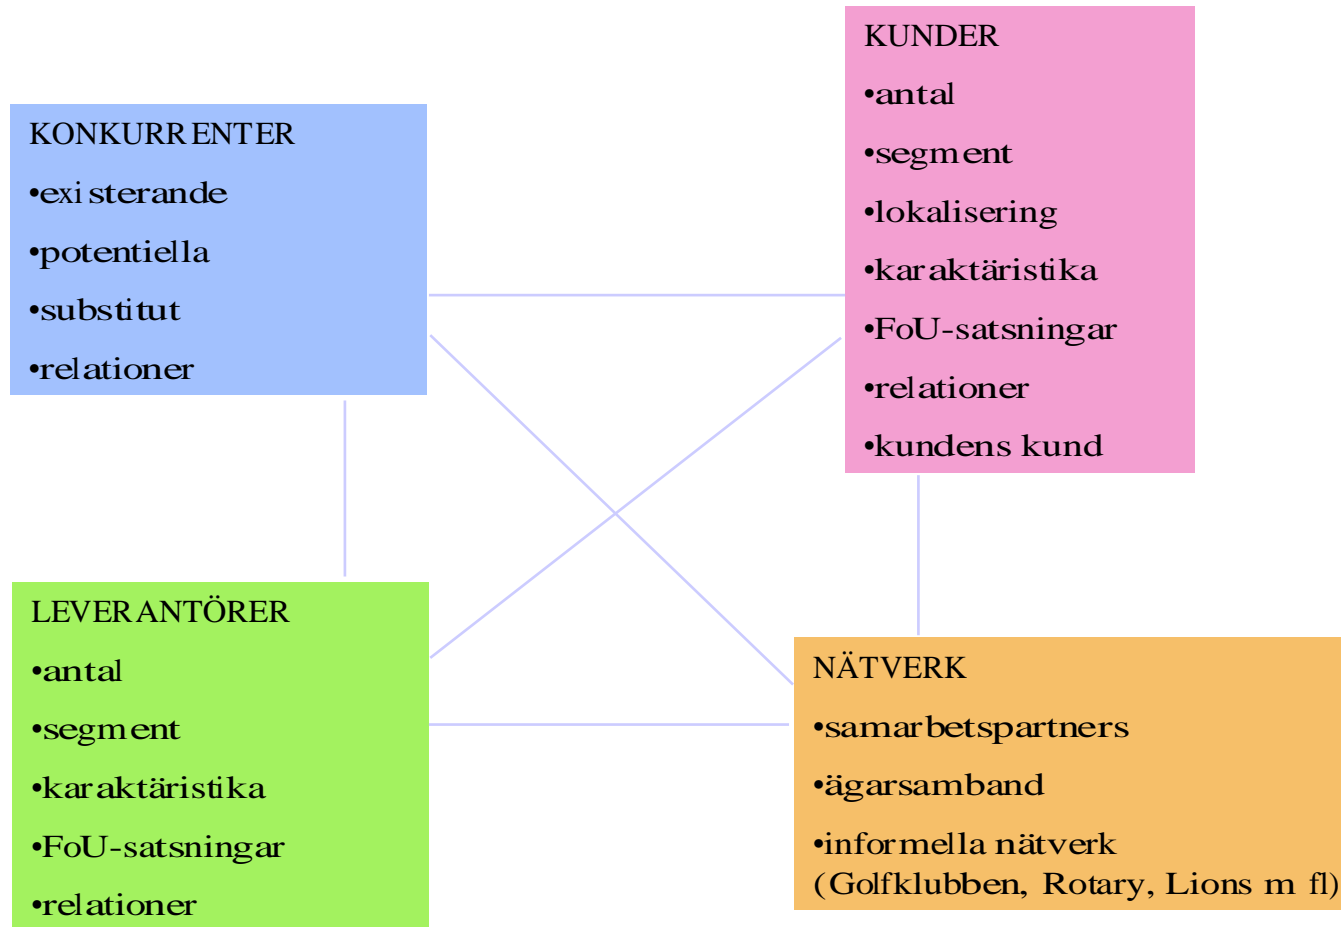 KONKURRENTER
•existerande
•potentiella
•substitut
•relationer
KUNDER
•antal
•segment
•lokalisering
•karaktäristika
•FoU-satsningar
•relationer
•kundens kund
LEVERANTÖRER
•antal
•segment
•karaktäristika
•FoU-satsningar
•relationer
NÄTVERK
•samarbetspartners
•ägarsamband
•informella nätverk
(Golfklubben, Rotary, Lions m fl)